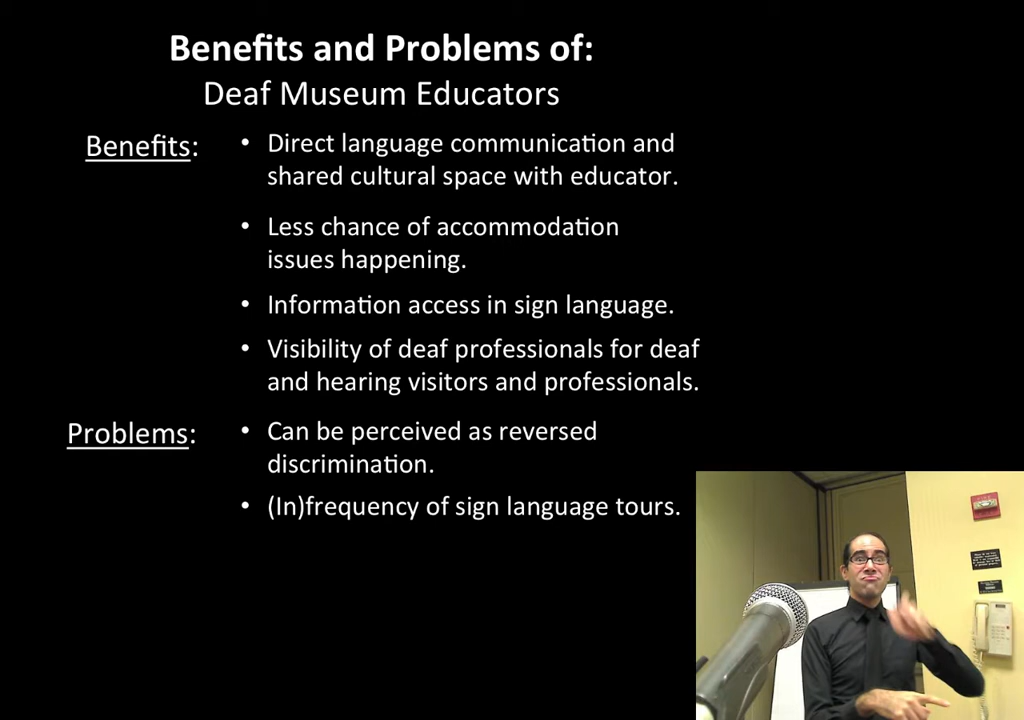 Benefits and Problems of:
Deaf Museum Educators
Benefits:
• Direct language communication and
shared cultural space with educator.
• Less chance of accommodation
issues happening.
• Information access in sign language.
• Visibility of deaf professionals for deaf
and hearing visitors and professionals.
Problems:
• Can be perceived as reversed
discrimination.
• (In)frequency of sign language tours.